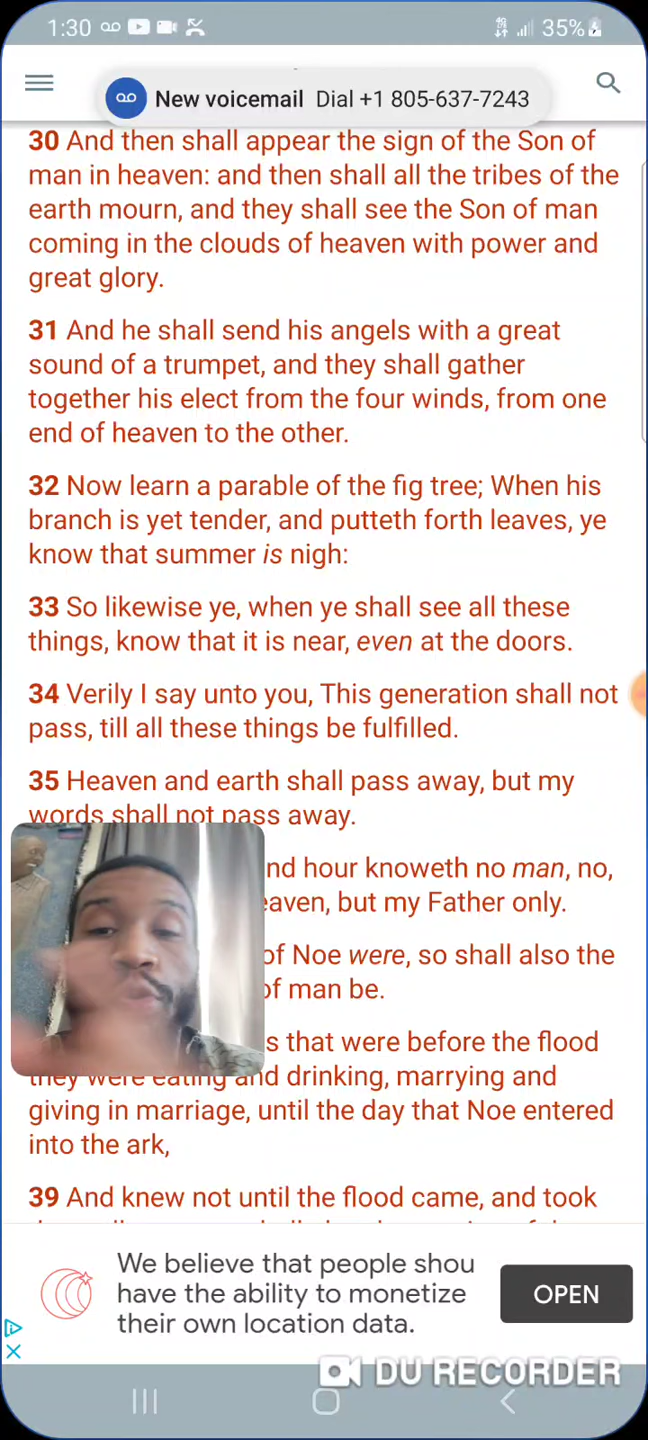 1:30 35%
New voicemail Dial +1 805-637-7243
30 And then shall appear the sign of the Son of
man in heaven: and then shall all the tribes of the
earth mourn, and they shall see the Son of man
coming in the clouds of heaven with power and
great glory.
31 And he shall send his angels with a great
sound of a trumpet, and they shall gather
together his elect from the four winds, from one
end of heaven to the other.
32 Now learn a parable of the fig tree; When his
branch is yet tender, and putteth forth leaves, ye
know that summer is nigh:
33 So likewise ye, when ye shall see all these
things, know that it is near, even at the doors.
34 Verily I say unto you, This generation shall not
pass, till all these things be fulfilled.
35 Heaven and earth shall pass away, but my
words shall not pass away.
nd hour knoweth no man, no,
eaven, but my Father only.
of Noe were, so shall also the
of man be.
s that were before the flood
they were eating and drinking, marrying and
giving in marriage, until the day that Noe entered
into the ark,
39 And knew not until the flood came, and took
We believe that people shou
have the ability to monetize
their own location data.
OPEN
DU RECORDER